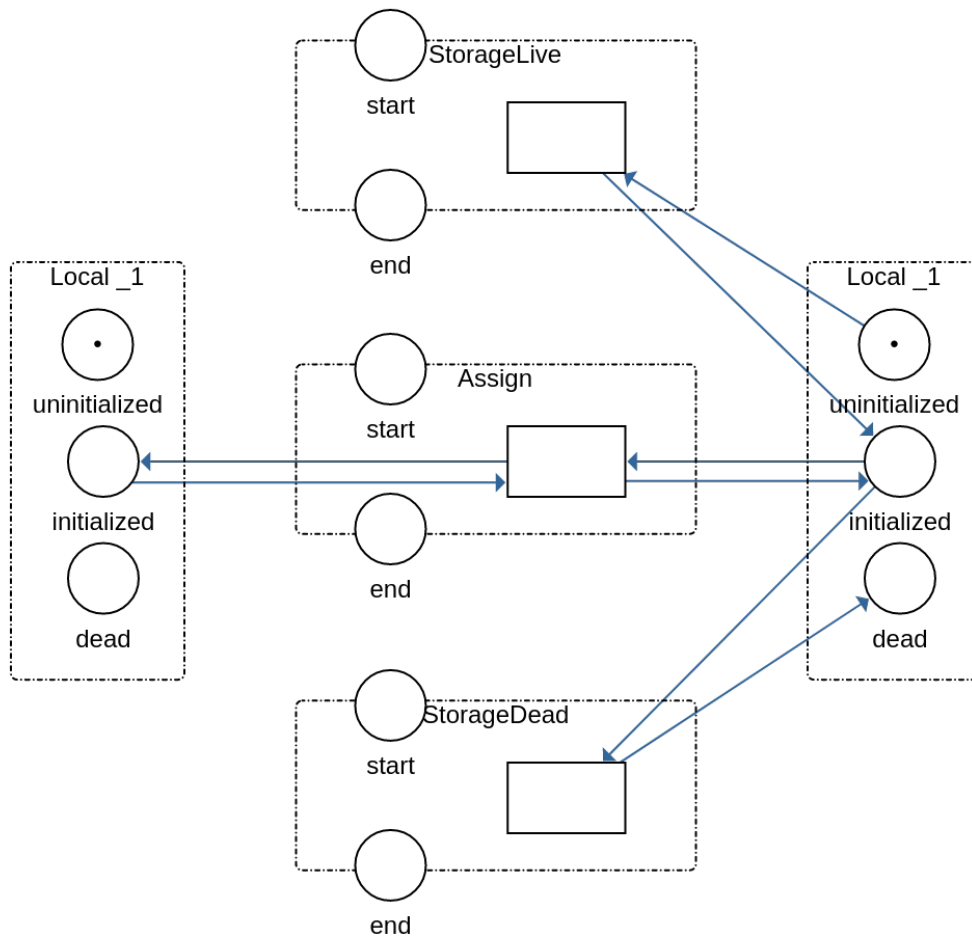 StorageLive
start
end
Local _1
uninitialized
initialized
dead
Assign
start
end
Local _1
uninitialized
initialized
dead
StorageDead
start
end